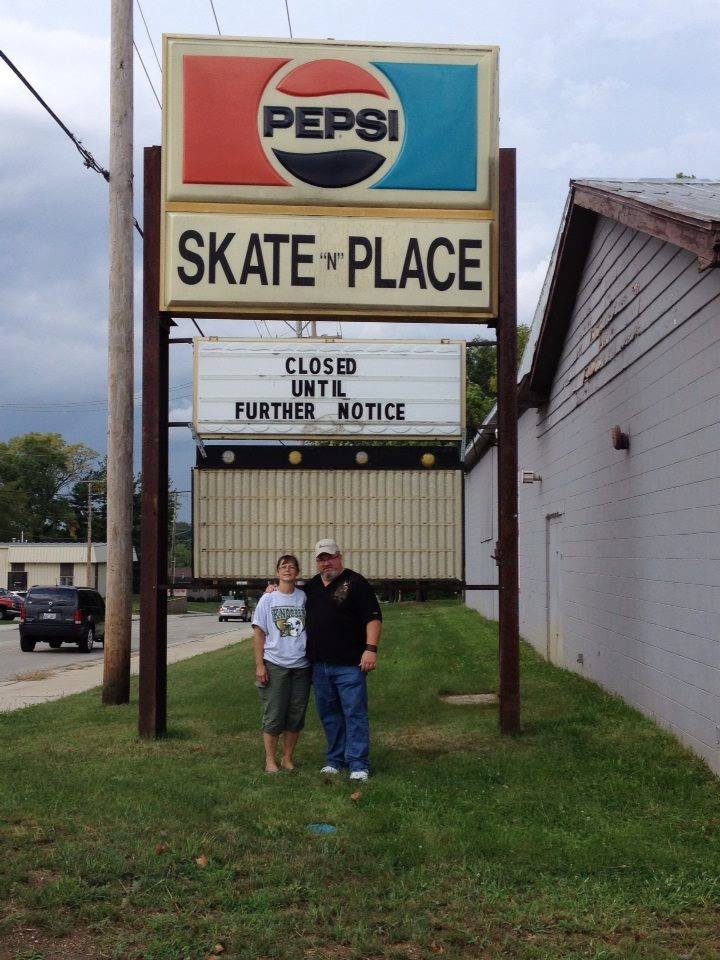 PEPSI
SKATE "N" PLACE
CLOSED
UNTIL
FURTHER NOTICE